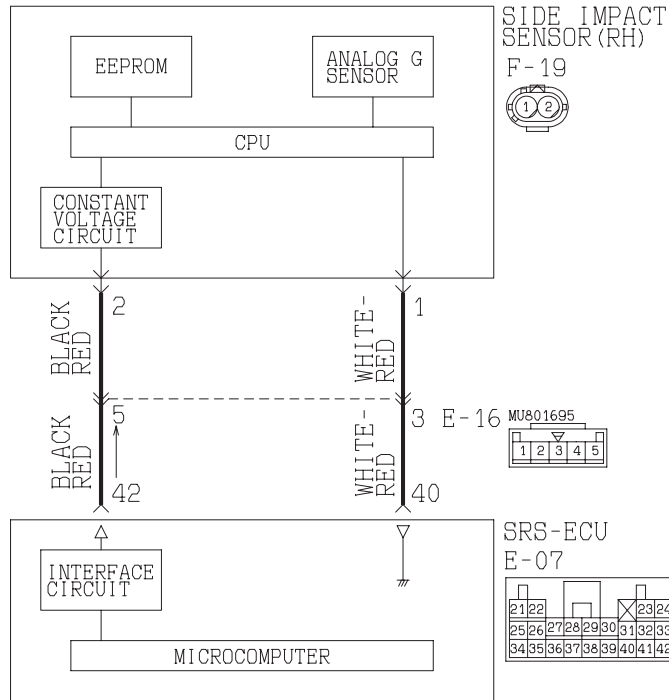 SIDE IMPACT
SENSOR(RH)
F-19
1 2
EEPROM
ANALOG G
SENSOR
CPU
CONSTANT
VOLTAGE
CIRCUIT
2
1
BLACK
RED
WHITE-
RED
5
3
E-16
MU801695
1 2 3 4 5
BLACK
RED
WHITE-
RED
42
40
SRS-ECU
E-07
INTERFACE
CIRCUIT
MICROCOMPUTER
21 22 23 24
25 26 27 28 29 30 31 32 33
34 35 36 37 38 39 40 41 42